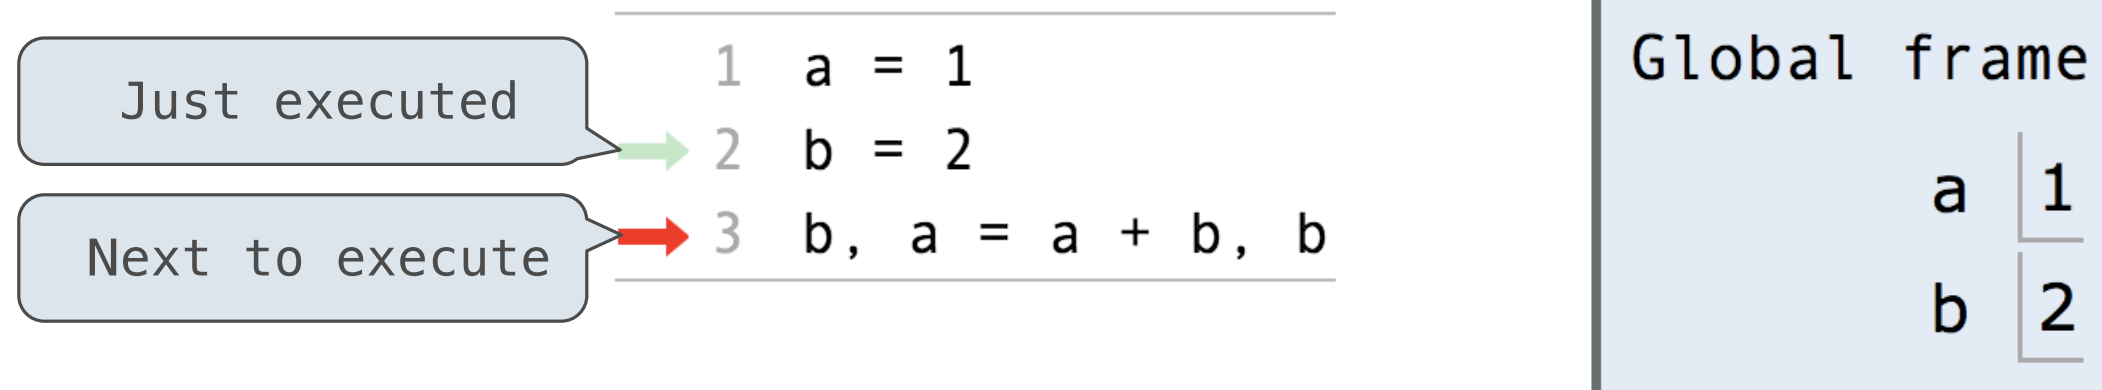 Just executed
Next to execute
1 a = 1
2 b = 2
3 b, a = a + b, b
Global frame
a 1
b 2